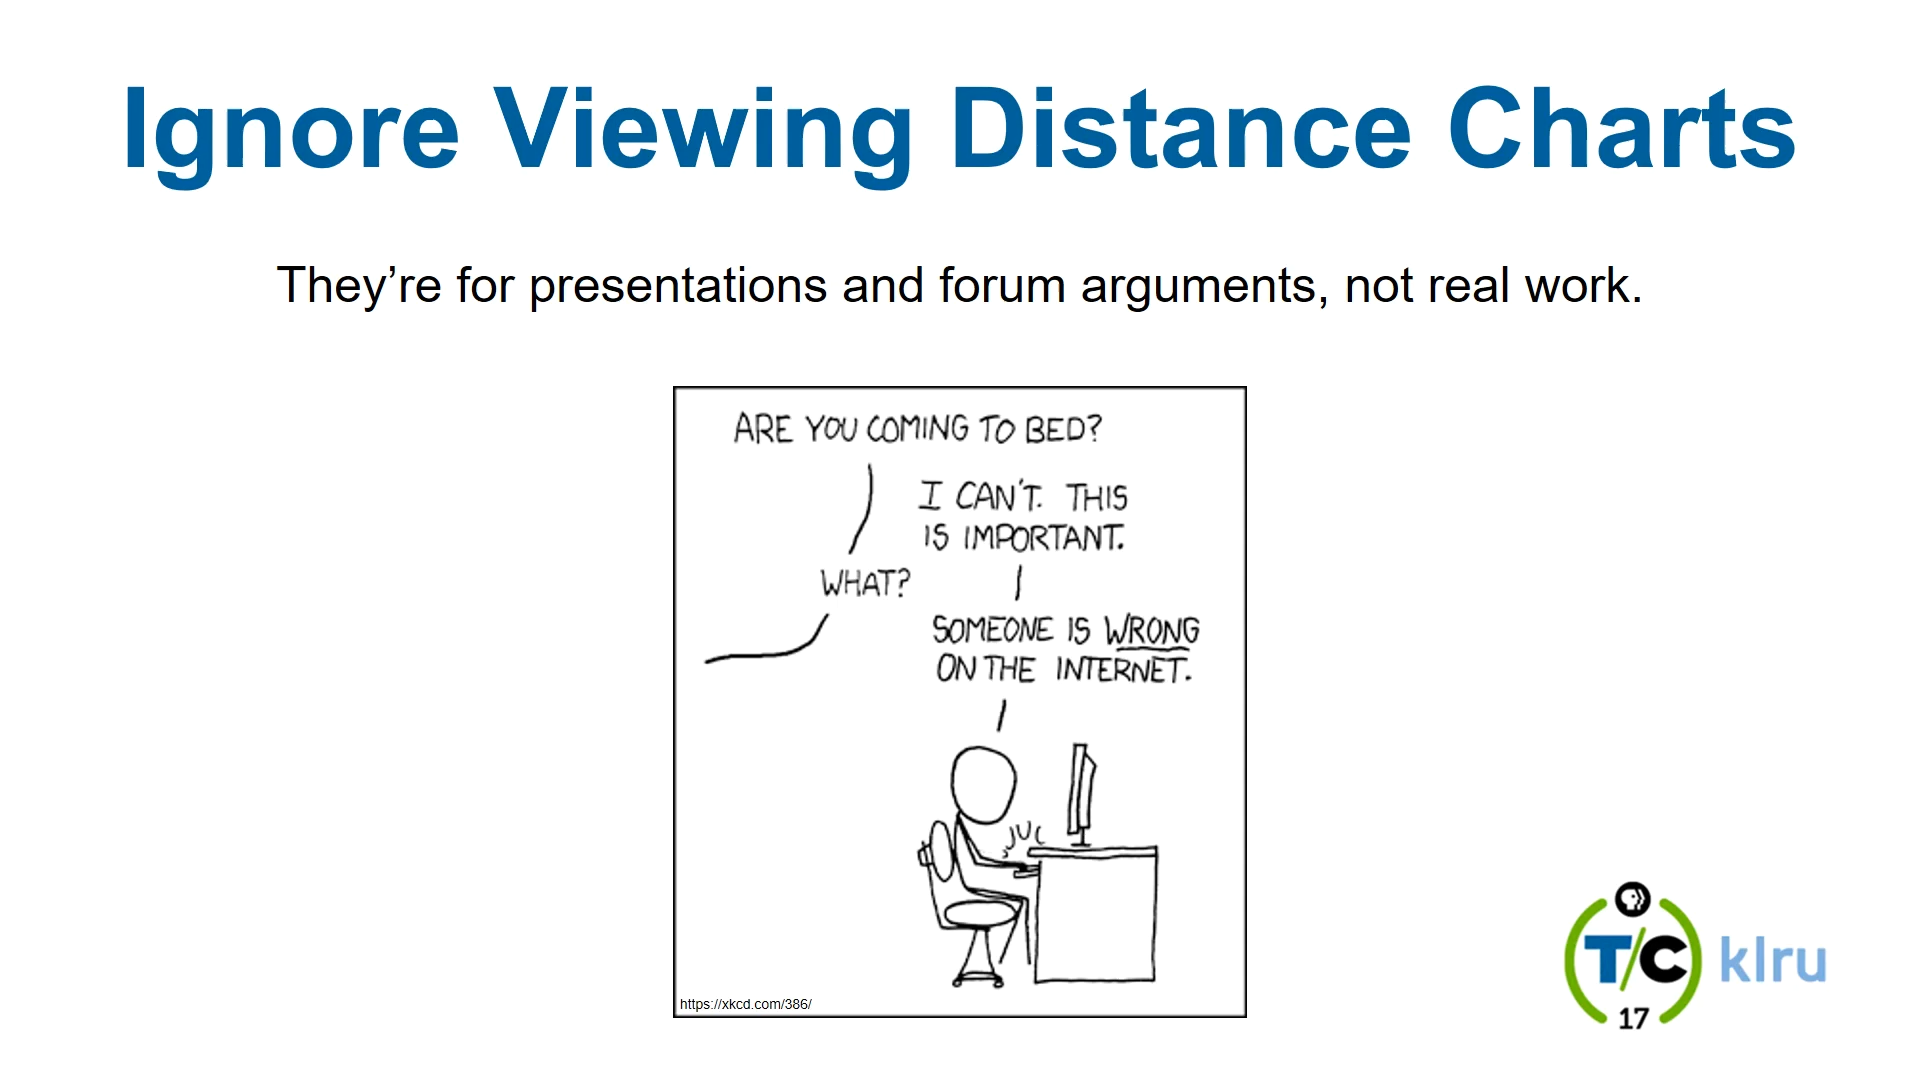 Ignore Viewing Distance Charts
They’re for presentations and forum arguments, not real work.
ARE YOU COMING TO BED?
I CAN'T. THIS
IS IMPORTANT.
WHAT?
SOMEONE IS WRONG
ON THE INTERNET.
https://xkcd.com/386/
T/C klru
17